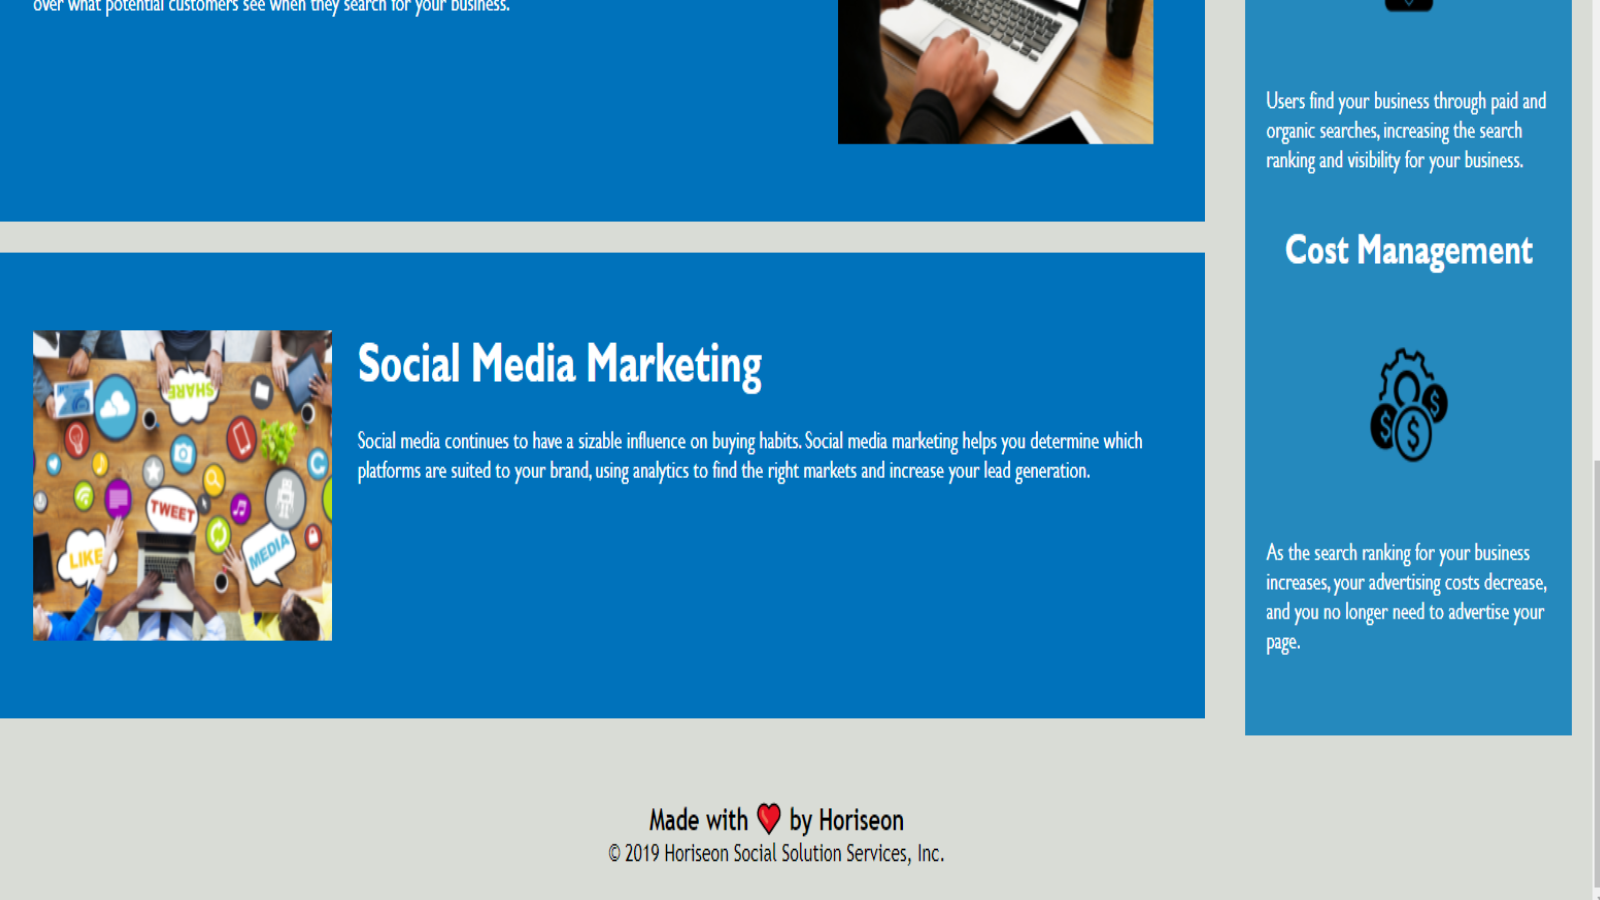 over what potential customers see when they search for your business.
Social Media Marketing
Social media continues to have a sizable influence on buying habits. Social media marketing helps you determine which
platforms are suited to your brand, using analytics to find the right markets and increase your lead generation.
SHARE
TWEET
LIKE
MEDIA
Users find your business through paid and
organic searches, increasing the search
ranking and visibility for your business.
Cost Management
$
$
$
As the search ranking for your business
increases, your advertising costs decrease,
and you no longer need to advertise your
page.
Made with ❤ by Horiseon
© 2019 Horiseon Social Solution Services, Inc.